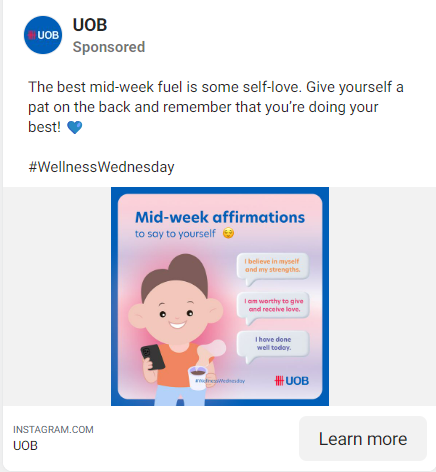 UOB
UOB
Sponsored
The best mid-week fuel is some self-love. Give yourself a
pat on the back and remember that you’re doing your
best! 💙
#WellnessWednesday
Mid-week affirmations
to say to yourself ☺️
I believe in myself
and my strengths.
I am worthy to give
and receive love.
I have done
well today.
#WellnessWednesday
UOB
INSTAGRAM.COM
UOB
Learn more